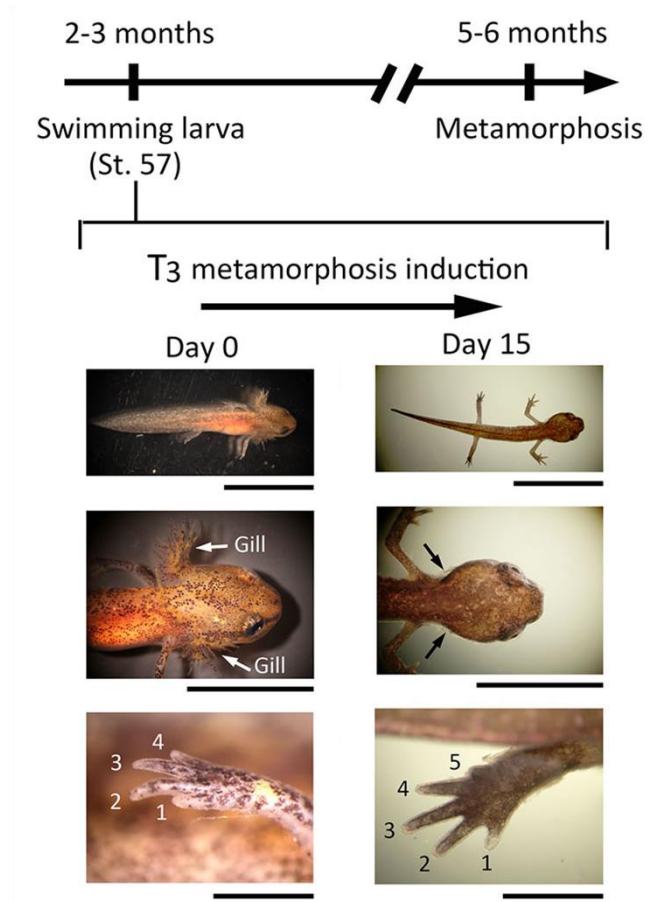 2-3 months
5-6 months
Swimming larva
(St. 57)
Metamorphosis
T3 metamorphosis induction
Day 0
Day 15
Gill
Gill
4
3
2
1
5
4
3
2
1